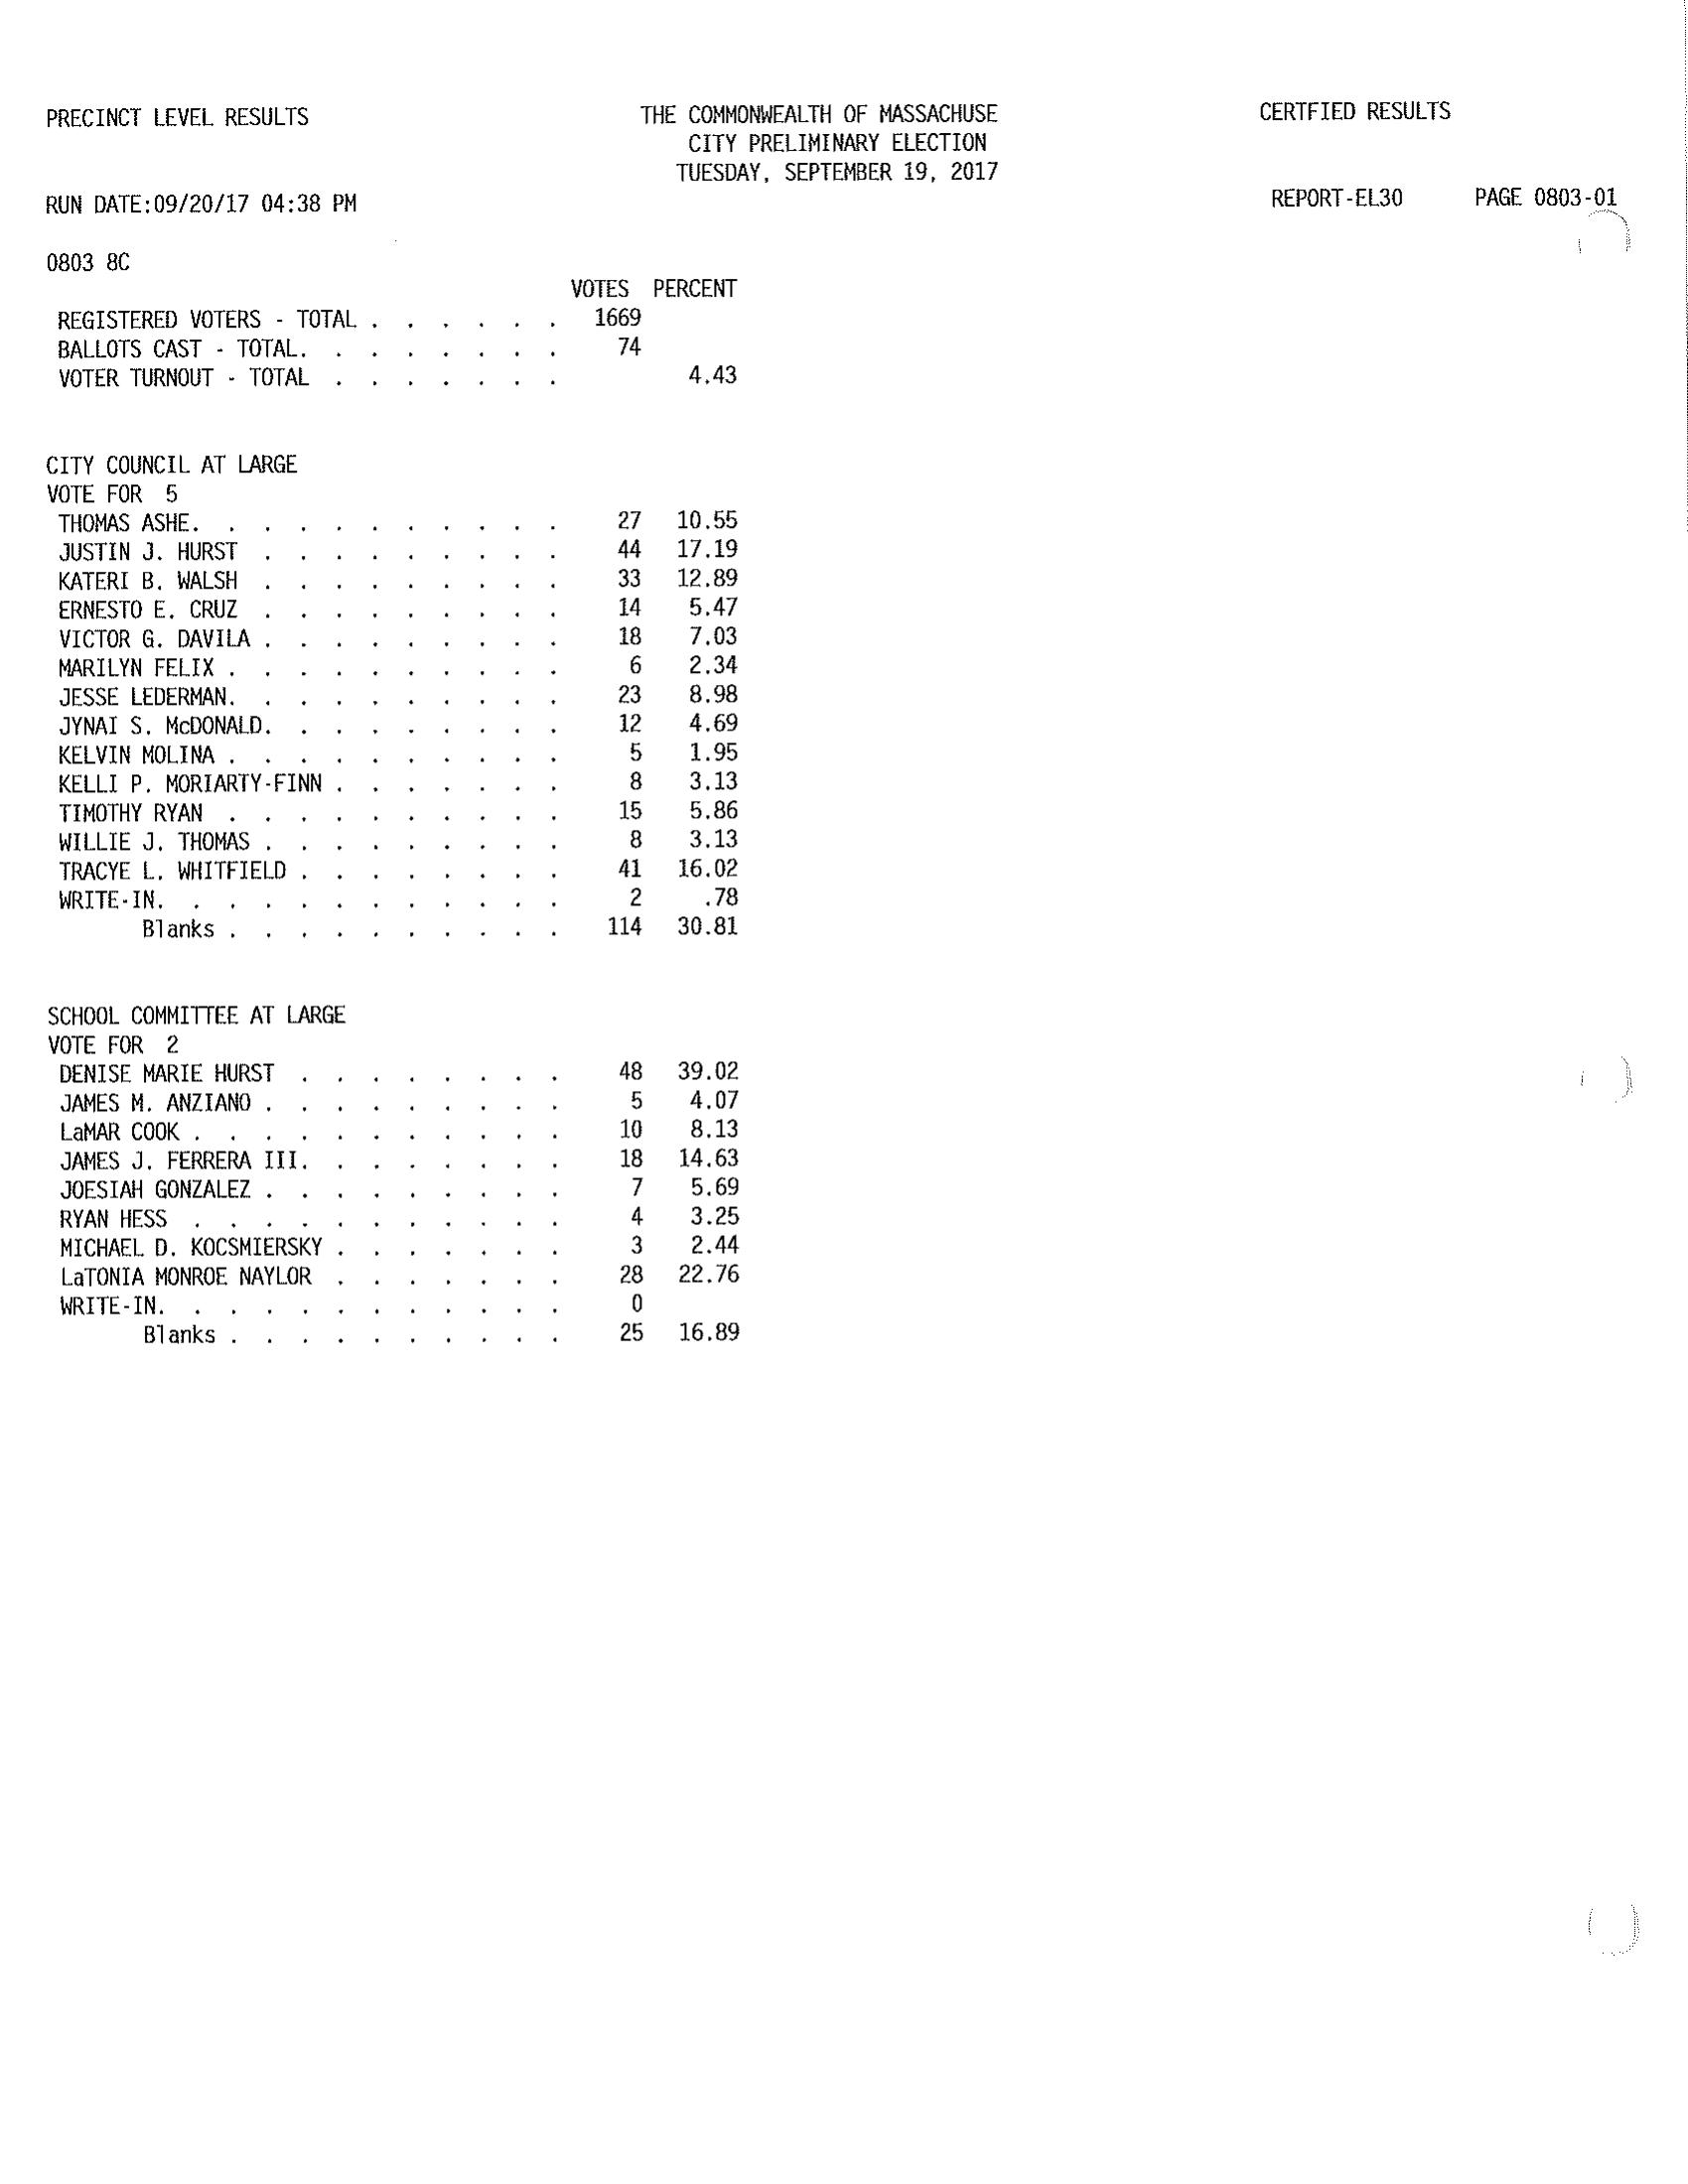 PRECINCT LEVEL RESULTS THE COMMONWEALTH OF MASSACHUSE CERTFIED RESULTS
CITY PRELIMINARY ELECTION
TUESDAY, SEPTEMBER 19, 2017
RUN DATE:09/20/17 04:38 PM REPORT-EL30 PAGE 0803-01
0803 8C
VOTES PERCENT
REGISTERED VOTERS - TOTAL . . . . . . 1669
BALLOTS CAST - TOTAL. . . . . . . . 74
VOTER TURNOUT - TOTAL . . . . . . . 4.43
CITY COUNCIL AT LARGE
VOTE FOR 5
THOMAS ASHE. . . . . . . . . . . 27 10.55
JUSTIN J. HURST . . . . . . . . . 44 17.19
KATERI B. WALSH . . . . . . . . . 33 12.89
ERNESTO E. CRUZ . . . . . . . . . 14 5.47
VICTOR G. DAVILA . . . . . . . . . 18 7.03
MARILYN FELIX . . . . . . . . . . 6 2.34
JESSE LEDERMAN. . . . . . . . . . 23 8.98
JYNAI S. McDONALD. . . . . . . . . 12 4.69
KELVIN MOLINA . . . . . . . . . . 5 1.95
KELLI P. MORIARTY-FINN . . . . . . . 8 3.13
TIMOTHY RYAN . . . . . . . . . . 15 5.86
WILLIE J. THOMAS . . . . . . . . . 8 3.13
TRACYE L. WHITFIELD . . . . . . . . 41 16.02
WRITE-IN. . . . . . . . . . . . 2 .78
Blanks . . . . . . . . . . 114 30.81
SCHOOL COMMITTEE AT LARGE
VOTE FOR 2
DENISE MARIE HURST . . . . . . . . 48 39.02
JAMES M. ANZIANO . . . . . . . . . 5 4.07
LaMAR COOK . . . . . . . . . . . 10 8.13
JAMES J. FERRERA III. . . . . . . . 18 14.63
JOESIAH GONZALEZ . . . . . . . . . 7 5.69
RYAN HESS . . . . . . . . . . . 4 3.25
MICHAEL D. KOCSMIERSKY . . . . . . . 3 2.44
LaTONIA MONROE NAYLOR . . . . . . . 28 22.76
WRITE-IN. . . . . . . . . . . . 0
Blanks . . . . . . . . . . 25 16.89